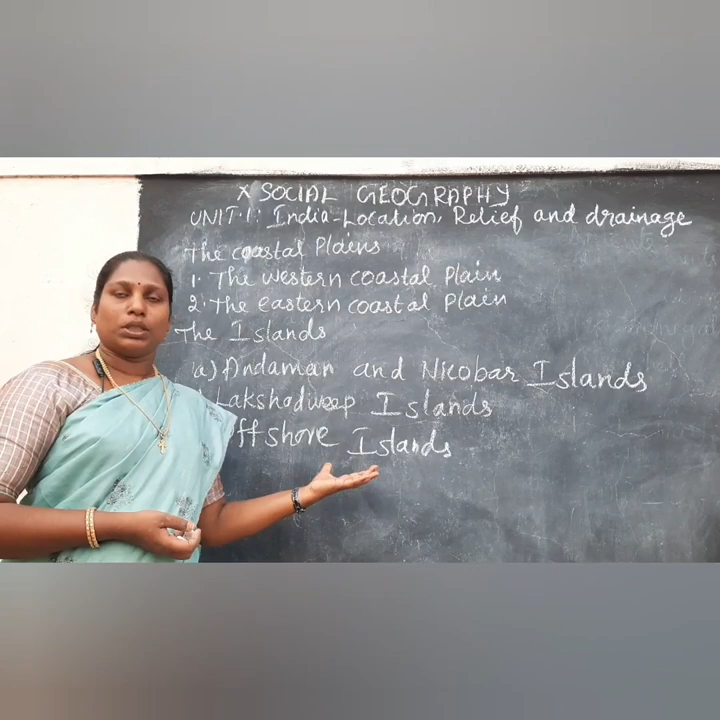 X SOCIAL GEOGRAPHY
UNIT.1: India-Location, Relief and drainage
The coastal Plains
1. The western coastal Plain
2. The eastern coastal Plain
The Islands
a) Andaman and Nicobar Islands
Lakshadweep Islands
Offshore Islands